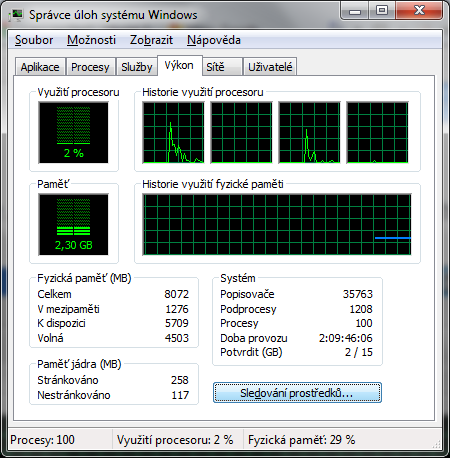 Správce úloh systému Windows
Soubor Možnosti Zobrazit Nápověda
Aplikace Procesy Služby Výkon Sítě Uživatelé
Využití procesoru Historie využití procesoru
2 %
Paměť Historie využití fyzické paměti
2,30 GB
Fyzická paměť (MB)
Celkem 8072
V mezipaměti 1276
K dispozici 5709
Volná 4503
Systém
Popisovače 35763
Podprocesy 1208
Procesy 100
Doba provozu 2:09:46:06
Potvrdit (GB) 2 / 15
Paměť jádra (MB)
Stránkováno 258
Nestránkováno 117
Sledování prostředků...
Procesy: 100 Využití procesoru: 2 % Fyzická paměť: 29 %